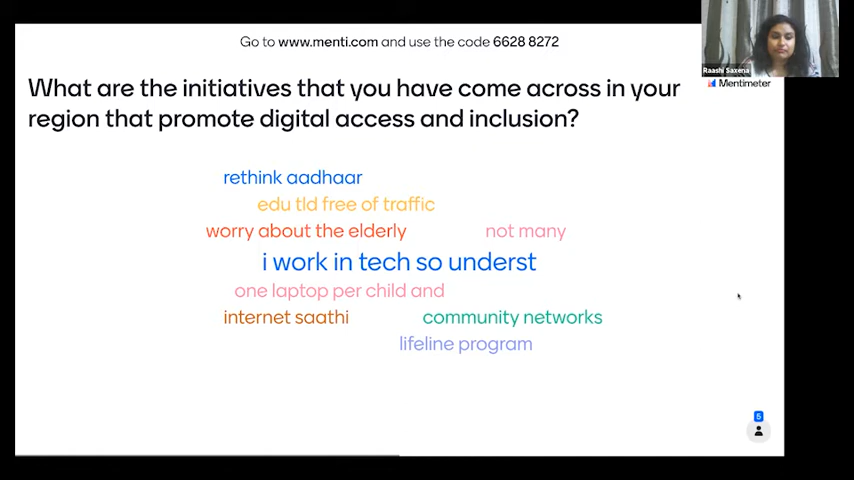 Go to www.menti.com and use the code 6628 8272
Raashi Saxena
Mentimeter
What are the initiatives that you have come across in your
region that promote digital access and inclusion?
rethink aadhaar
edu tld free of traffic
worry about the elderly
not many
i work in tech so underst
one laptop per child and
internet saathi
community networks
lifeline program
5